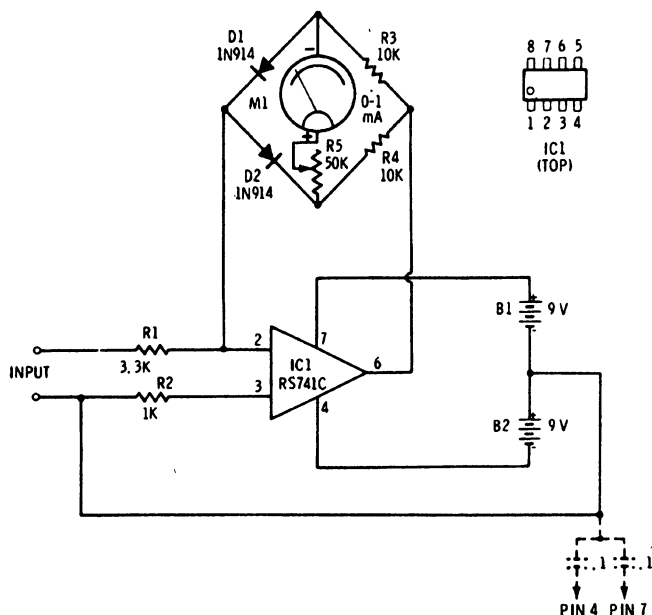 D1
1N914
R3
10K
8 7 6 5
M1
−
0-1
mA
+
R5
50K
R4
10K
D2
1N914
1 2 3 4
IC1
(TOP)
B1
+
9 V
-
R1
3.3K
2
7
IC1
RS741C
6
INPUT
R2
1K
3
4
B2
+
9 V
-
.1
.1
PIN 4
PIN 7